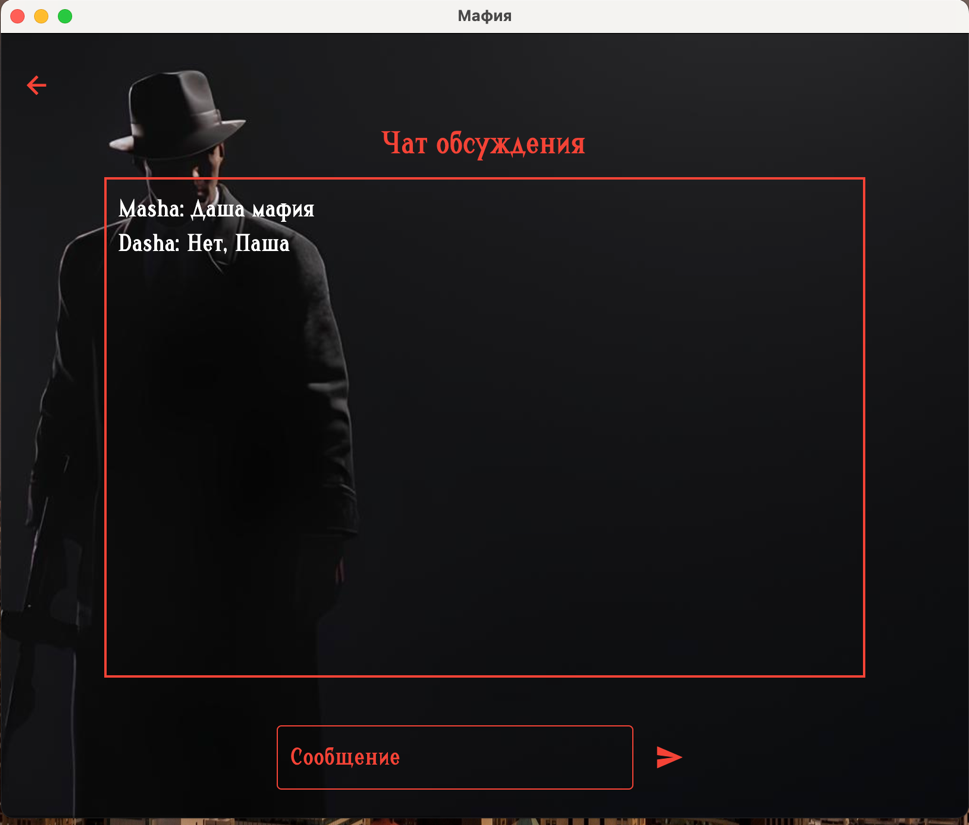 Мафия
Чат обсуждения
Masha: Даша мафия
Dasha: Нет, Паша
Сообщение